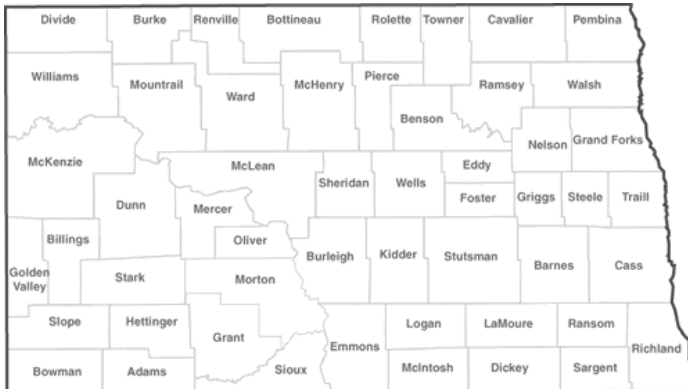 Divide
Burke
Renville
Bottineau
Rolette
Towner
Cavalier
Pembina
Williams
Mountrail
Ward
McHenry
Pierce
Benson
Ramsey
Walsh
Nelson
Grand Forks
McKenzie
Dunn
McLean
Mercer
Oliver
Sheridan
Wells
Eddy
Foster
Griggs
Steele
Traill
Golden
Valley
Billings
Stark
Morton
Burleigh
Kidder
Stutsman
Barnes
Cass
Slope
Hettinger
Grant
Emmons
Logan
LaMoure
Ransom
Richland
Bowman
Adams
Sioux
McIntosh
Dickey
Sargent